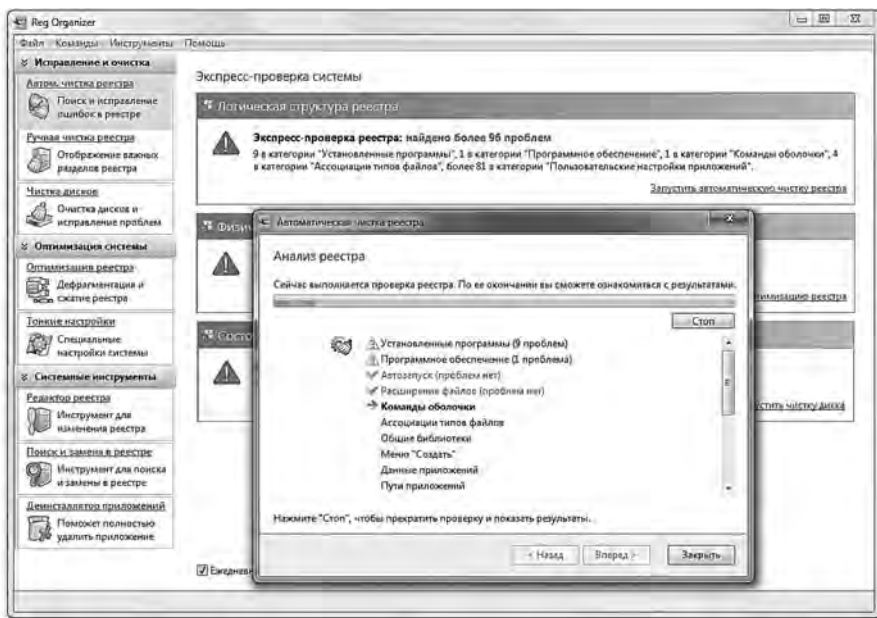 Reg Organizer
Файл Команды Инструменты Помощь
Исправление и очистка
Автом. чистка реестра
Поиск и исправление
ошибок в реестре
Ручная чистка реестра
Отображение важных
разделов реестра
Чистка дисков
Очистка дисков и
исправление проблем
Оптимизация системы
Оптимизация реестра
Дефрагментация и
сжатие реестра
Тонкие настройки
Специальные
настройки системы
Системные инструменты
Редактор реестра
Инструмент для
изменения реестра
Поиск и замена в реестре
Инструмент для поиска
и замены в реестре
Деинсталлятор приложений
Поможет полностью
удалить приложение
Экспресс-проверка системы
Логическая структура реестра
Экспресс-проверка реестра: найдено более 96 проблем
9 в категории "Установленные программы", 1 в категории "Программное обеспечение", 1 в категории "Команды оболочки", 4
в категории "Ассоциации типов файлов", более 81 в категории "Пользовательские настройки приложений".
Запустить автоматическую чистку реестра
Физич
тимизацию реестра
Состо
устить чистку диска
Ежедневн
Автоматическая чистка реестра
Анализ реестра
Сейчас выполняется проверка реестра. По ее окончании вы сможете ознакомиться с результатами.
Стоп
Установленные программы (9 проблем)
Программное обеспечение (1 проблема)
Автозапуск (проблем нет)
Расширения файлов (проблем нет)
Команды оболочки
Ассоциации типов файлов
Общие библиотеки
Меню "Создать"
Данные приложений
Пути приложений
Нажмите "Стоп", чтобы прекратить проверку и показать результаты.
< Назад Вперед > Закрыть